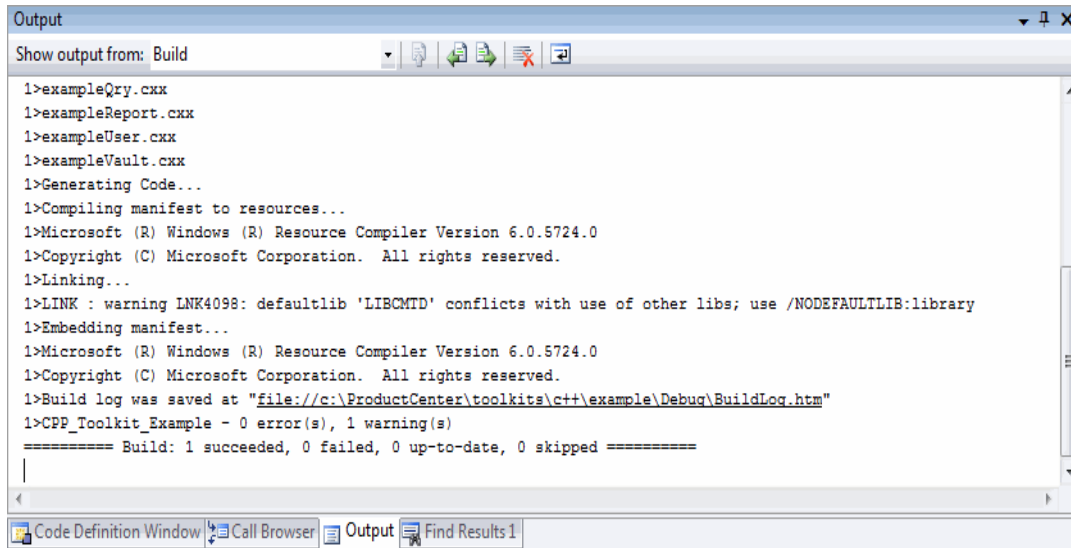 Output
Show output from: Build
1>exampleQry.cxx
1>exampleReport.cxx
1>exampleUser.cxx
1>exampleVault.cxx
1>Generating Code...
1>Compiling manifest to resources...
1>Microsoft (R) Windows (R) Resource Compiler Version 6.0.5724.0
1>Copyright (C) Microsoft Corporation.  All rights reserved.
1>Linking...
1>LINK : warning LNK4098: defaultlib 'LIBCMTD' conflicts with use of other libs; use /NODEFAULTLIB:library
1>Embedding manifest...
1>Microsoft (R) Windows (R) Resource Compiler Version 6.0.5724.0
1>Copyright (C) Microsoft Corporation.  All rights reserved.
1>Build log was saved at "file://c:\ProductCenter\toolkits\c++\example\Debug\BuildLog.htm"
1>CPP_Toolkit_Example - 0 error(s), 1 warning(s)
========== Build: 1 succeeded, 0 failed, 0 up-to-date, 0 skipped ==========
Code Definition Window Call Browser Output Find Results 1